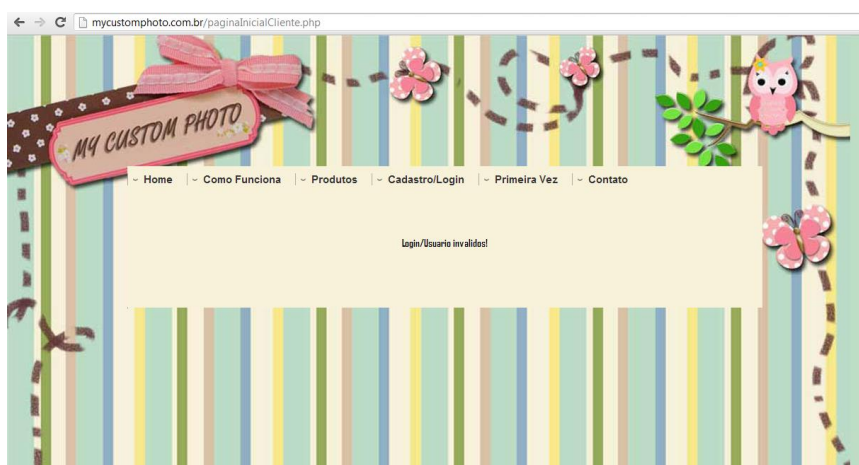 mycustomphoto.com.br/paginaInicialCliente.php
MY CUSTOM PHOTO
Home Como Funciona Produtos Cadastro/Login Primeira Vez Contato
Login/Usuario invalidos!